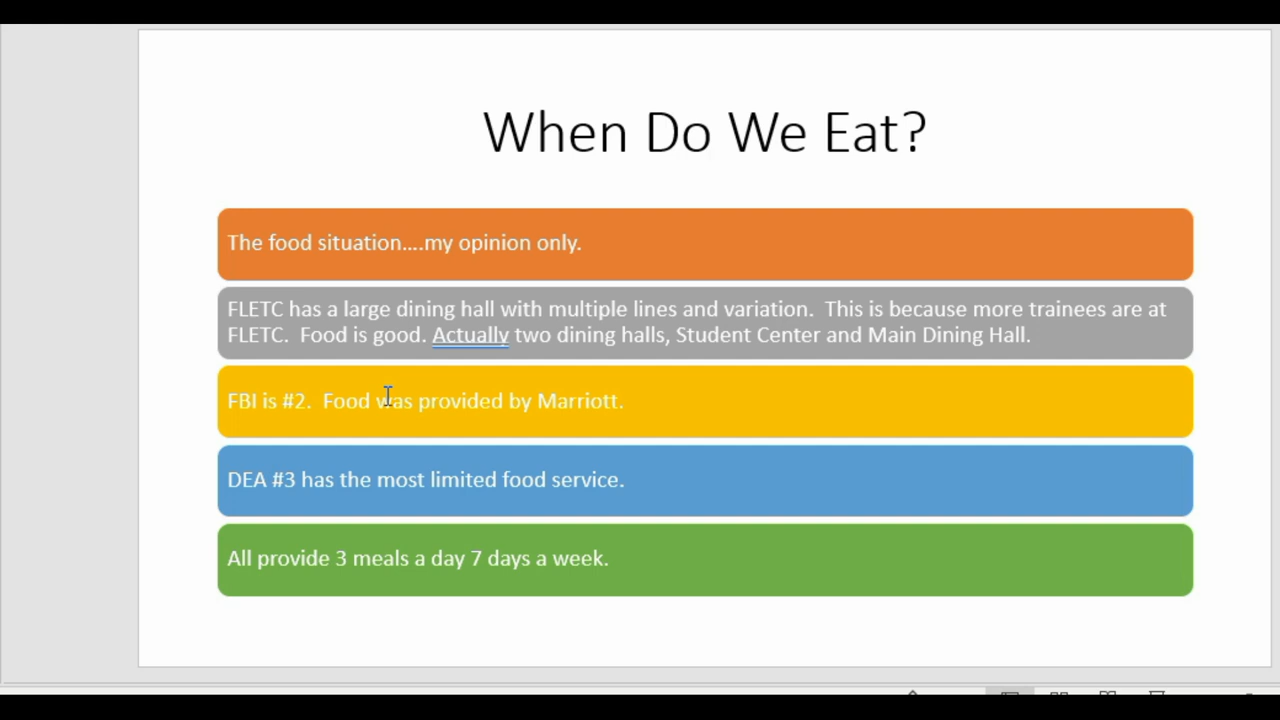 When Do We Eat?
The food situation….my opinion only.
FLETC has a large dining hall with multiple lines and variation.  This is because more trainees are at
FLETC.  Food is good. Actually two dining halls, Student Center and Main Dining Hall.
FBI is #2.  Food was provided by Marriott.
DEA #3 has the most limited food service.
All provide 3 meals a day 7 days a week.